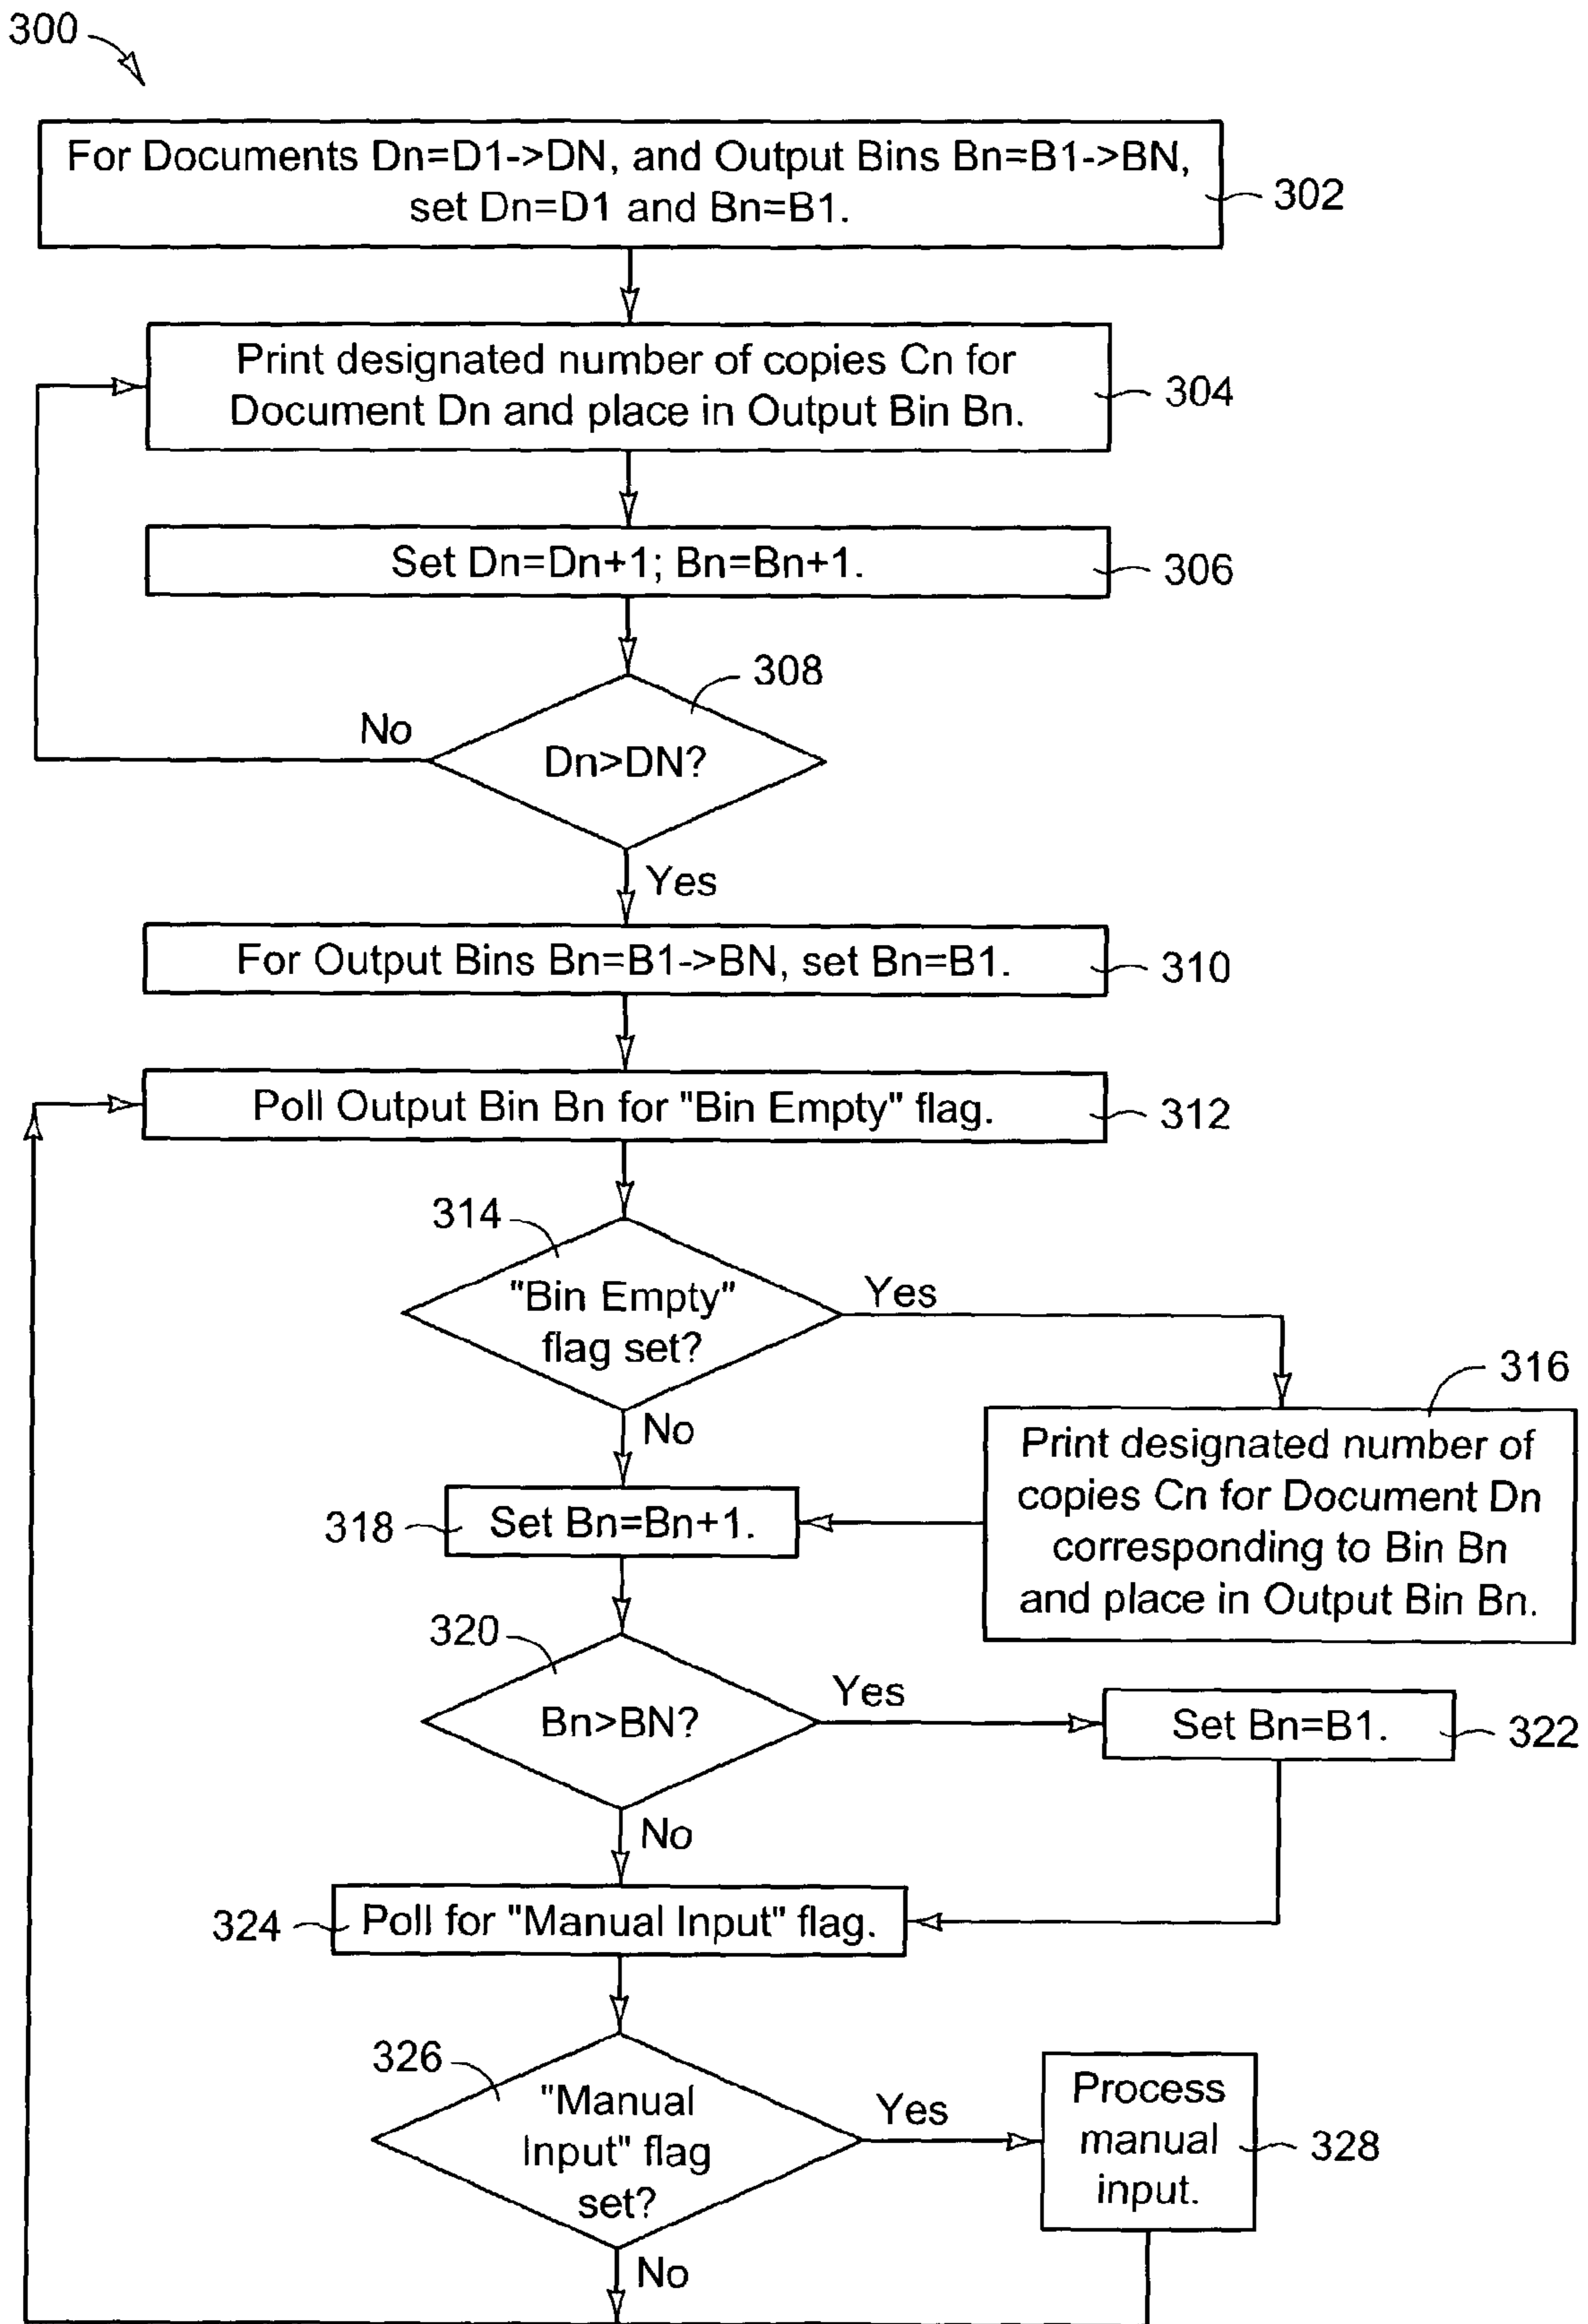 300
For Documents Dn=D1->DN, and Output Bins Bn=B1->BN,
set Dn=D1 and Bn=B1.
302
Print designated number of copies Cn for
Document Dn and place in Output Bin Bn.
304
Set Dn=Dn+1; Bn=Bn+1.
306
308
No
Dn>DN?
Yes
For Output Bins Bn=B1->BN, set Bn=B1.
310
Poll Output Bin Bn for "Bin Empty" flag.
312
314
"Bin Empty"
flag set?
Yes
316
No
Print designated number of
copies Cn for Document Dn
corresponding to Bin Bn
and place in Output Bin Bn.
318
Set Bn=Bn+1.
320
Bn>BN?
Yes
Set Bn=B1.
322
No
324
Poll for "Manual Input" flag.
326
"Manual
Input" flag
set?
Yes
Process
manual
input.
328
No